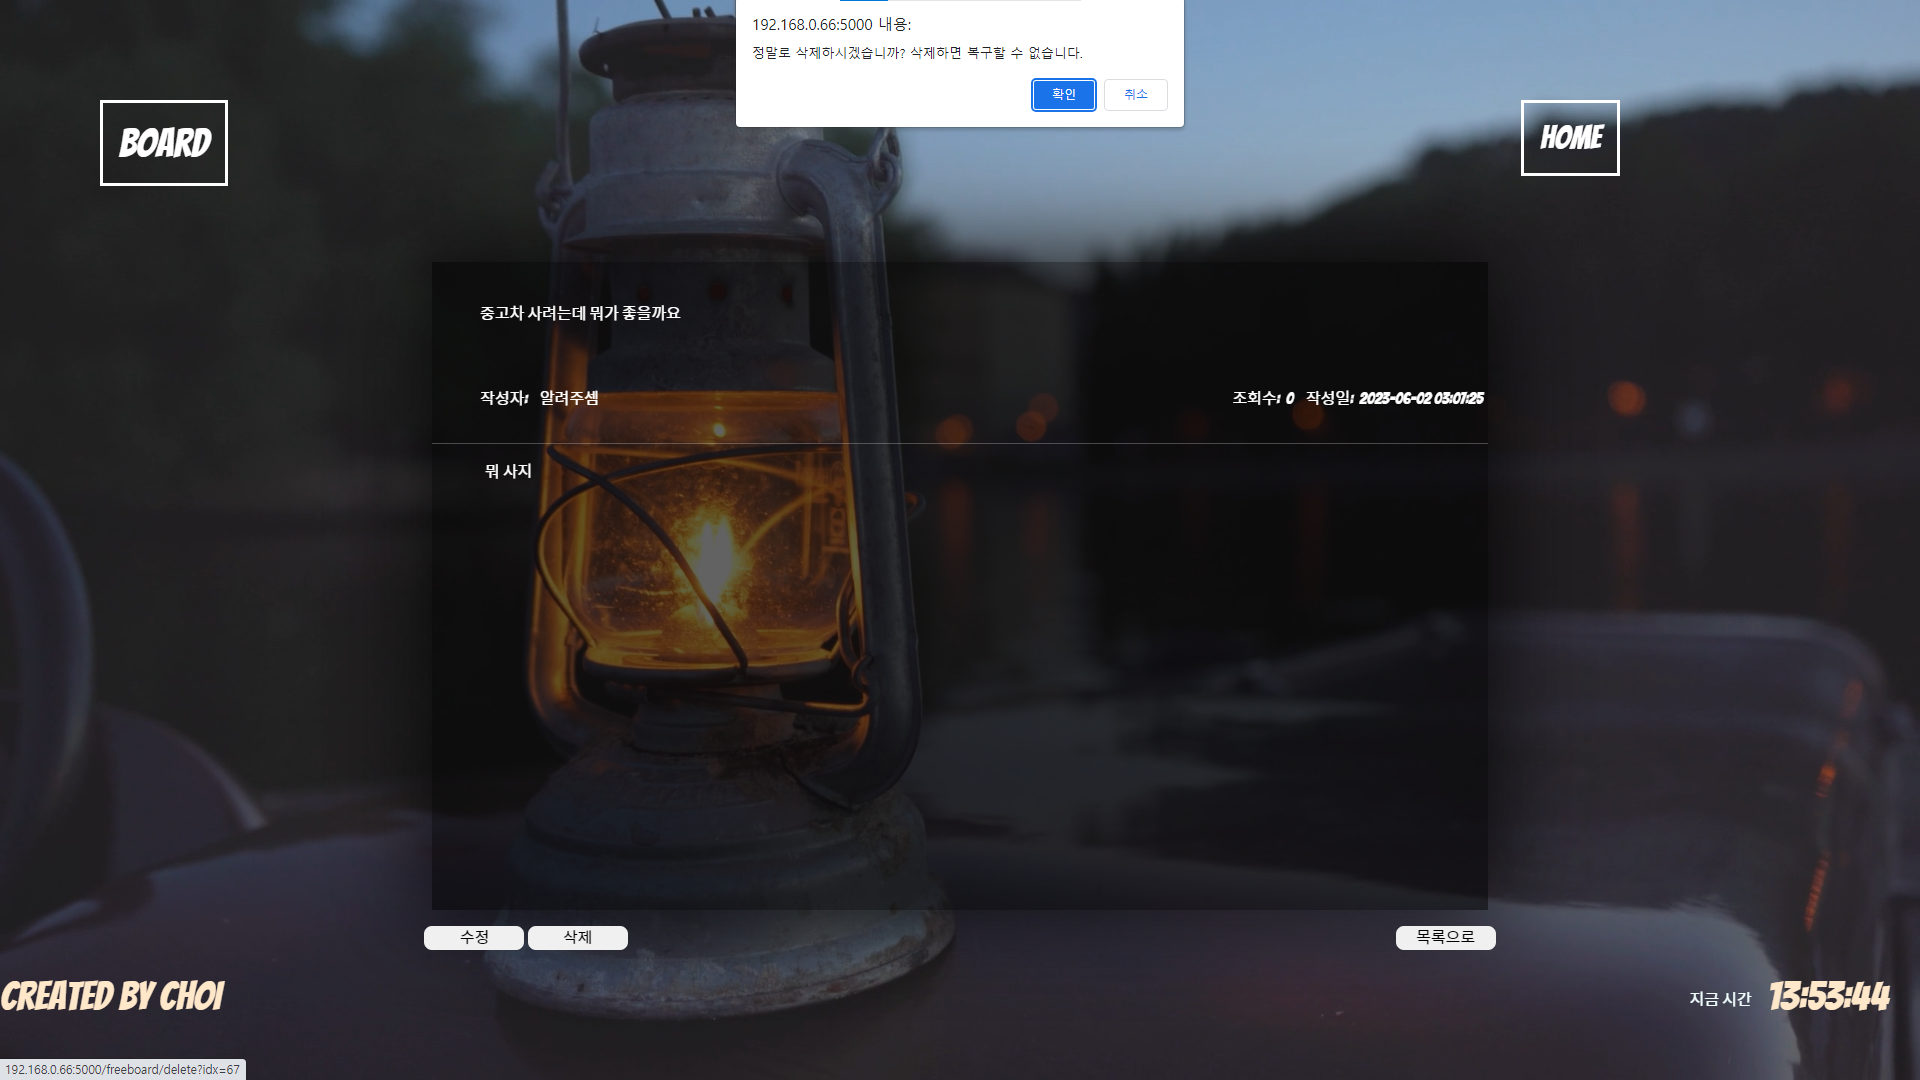 192.168.0.66:5000 내용:
정말로 삭제하시겠습니까? 삭제하면 복구할 수 없습니다.
확인 취소
BOARD
HOME
중고차 사려는데 뭐가 좋을까요
작성자: 알려주셈 조회수: 0 작성일: 2023-06-02 03:07:25
뭐 사지
수정 삭제 목록으로
CREATED BY CHOI 지금 시간 13:53:44
192.168.0.66:5000/freeboard/delete?idx=67